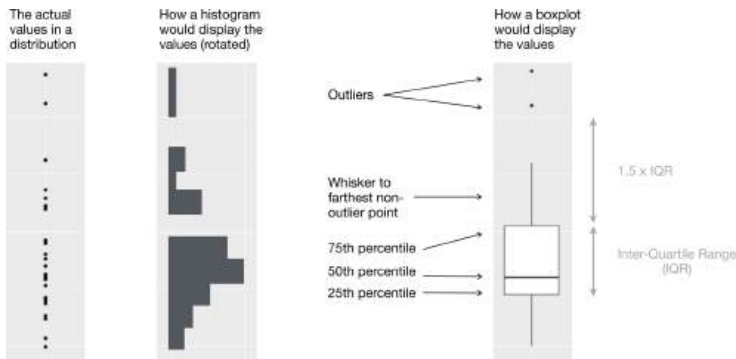 The actual
values in a
distribution
How a histogram
would display the
values (rotated)
How a boxplot
would display
the values
Outliers
1.5 x IQR
Whisker to
farthest non-
outlier point
75th percentile
50th percentile
25th percentile
Inter-Quartile Range
(IQR)